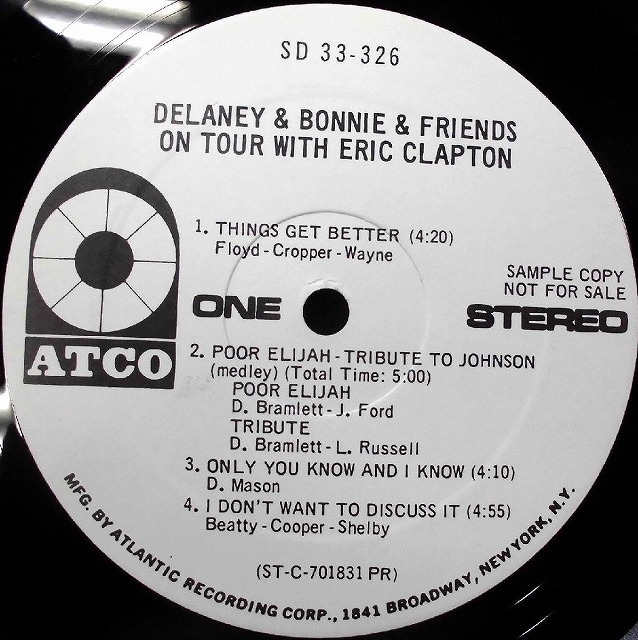 SD 33-326
DELANEY & BONNIE & FRIENDS
ON TOUR WITH ERIC CLAPTON
1. THINGS GET BETTER (4:20)
Floyd - Cropper - Wayne
SAMPLE COPY
NOT FOR SALE
ONE
STEREO
ATCO
2. POOR ELIJAH - TRIBUTE TO JOHNSON
(medley) (Total Time: 5:00)
POOR ELIJAH
D. Bramlett - J. Ford
TRIBUTE
D. Bramlett - L. Russell
3. ONLY YOU KNOW AND I KNOW (4:10)
D. Mason
4. I DON'T WANT TO DISCUSS IT (4:55)
Beatty - Cooper - Shelby
(ST-C-701831 PR)
MFG. BY ATLANTIC RECORDING CORP., 1841 BROADWAY, NEW YORK, N.Y.